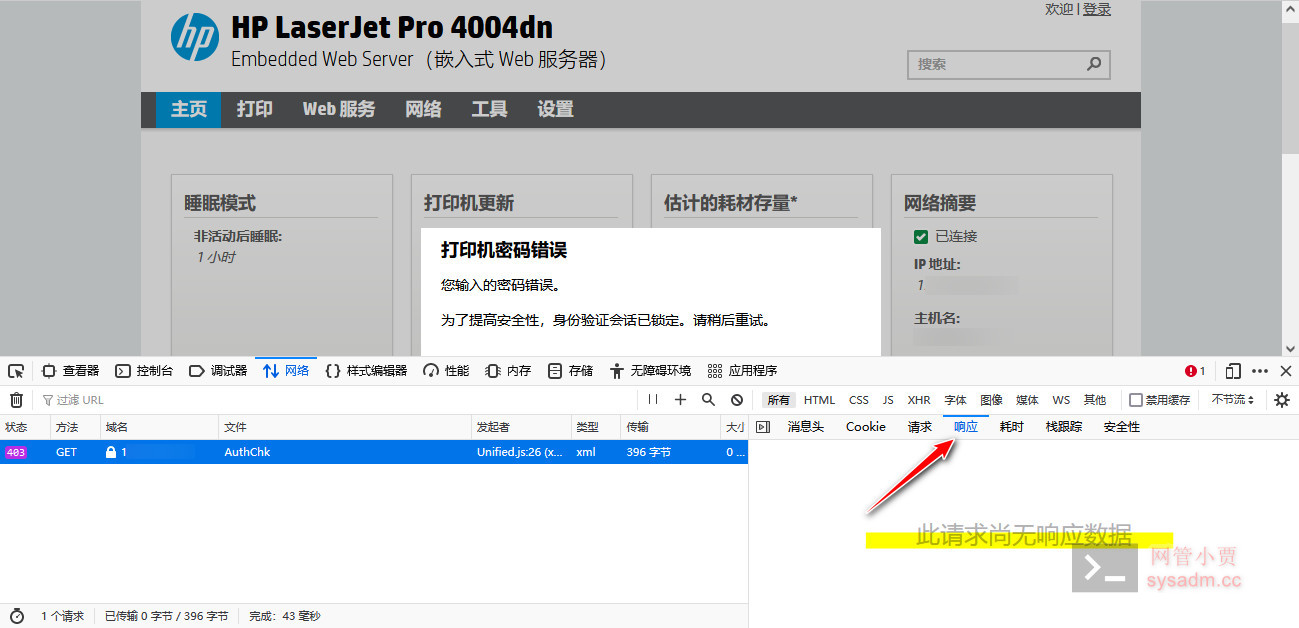 欢迎 | 登录
hp HP LaserJet Pro 4004dn
Embedded Web Server（嵌入式 Web 服务器）
搜索
主页 打印 Web 服务 网络 工具 设置
睡眠模式 打印机更新 估计的耗材存量* 网络摘要
非活动后睡眠:
1 小时
已连接
IP 地址:
1
主机名:
打印机密码错误
您输入的密码错误。
为了提高安全性，身份验证会话已锁定。请稍后重试。
查看器 控制台 调试器 网络 {} 样式编辑器 性能 内存 存储 无障碍环境 应用程序 1
过滤 URL 所有 HTML CSS JS XHR 字体 图像 媒体 WS 其他 禁用缓存 不节流
状态 方法 域名 文件 发起者 类型 传输 大小 消息头 Cookie 请求 响应 耗时 栈跟踪 安全性
403 GET 1 AuthChk Unified.js:26 (x... xml 396 字节 0 ...
此请求尚无响应数据
网管小贾
sysadm.cc
1 个请求 已传输 0 字节 / 396 字节 完成：43 毫秒